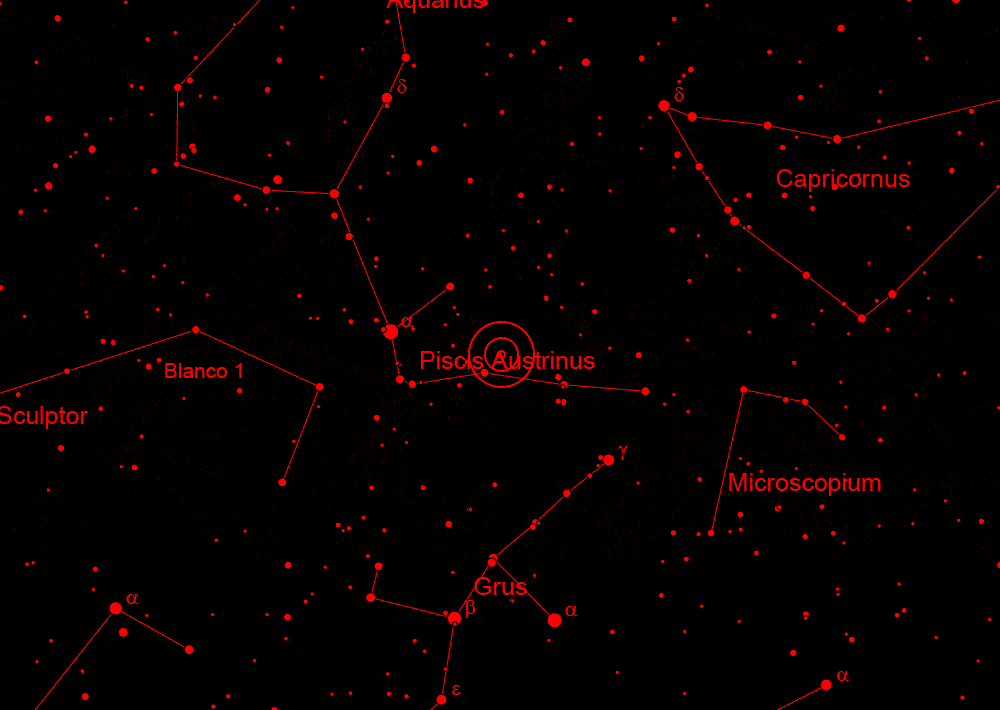 Aquarius
δ
δ
Capricornus
α
Piscis Austrinus
Blanco 1
Sculptor
γ
Microscopium
Grus
α
β
α
ε
α